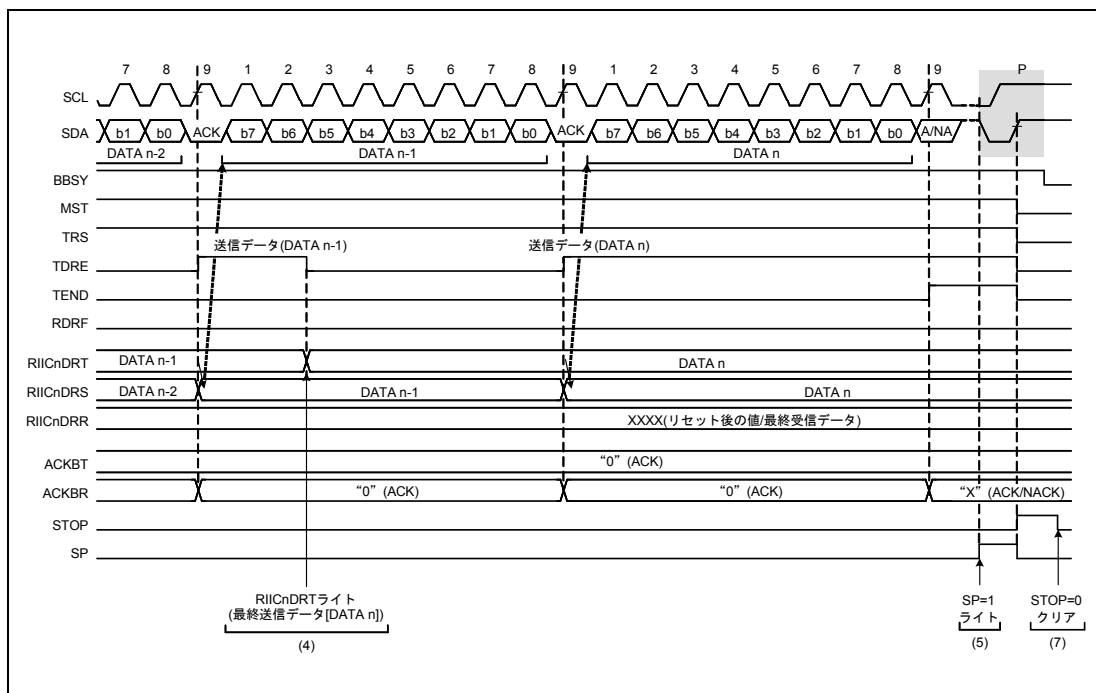 7 8 9 1 2 3 4 5 6 7 8 9 1 2 3 4 5 6 7 8 9 P
SCL
SDA b1 b0 ACK b7 b6 b5 b4 b3 b2 b1 b0 ACK b7 b6 b5 b4 b3 b2 b1 b0 A/NA
DATA n-2 DATA n-1 DATA n
BBSY
MST
TRS
送信データ(DATA n-1) 送信データ(DATA n)
TDRE
TEND
RDRF
RIICnDRT DATA n-1 DATA n
RIICnDRS DATA n-2 DATA n-1 DATA n
RIICnDRR XXXX(リセット後の値/最終受信データ)
ACKBT “0” (ACK)
ACKBR “0” (ACK) “0” (ACK) “X” (ACK/NACK)
STOP
SP
RIICnDRTライト
(最終送信データ[DATA n])
(4)
SP=1
ライト
(5)
STOP=0
クリア
(7)